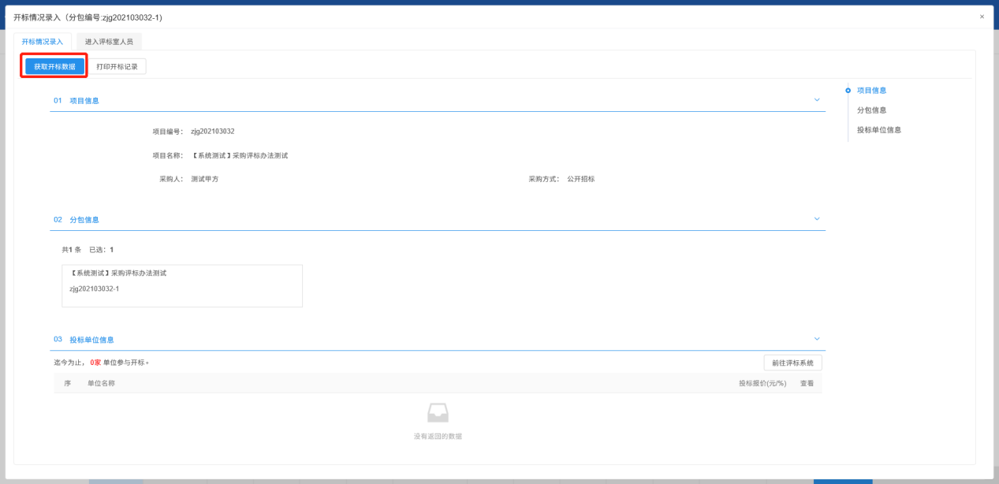 开标情况录入（分包编号:zjg202103032-1） ×
开标情况录入 进入评标室人员
获取开标数据 打印开标记录
01 项目信息
项目编号： zjg202103032
项目名称： 【系统测试】采购评标办法测试
采购人： 测试甲方 采购方式： 公开招标
02 分包信息
共1 条 已选：1
【系统测试】采购评标办法测试
zjg202103032-1
03 投标单位信息
迄今为止， 0家 单位参与开标。 前往评标系统
序 单位名称 投标报价(元/%) 查看
没有返回的数据
项目信息
分包信息
投标单位信息